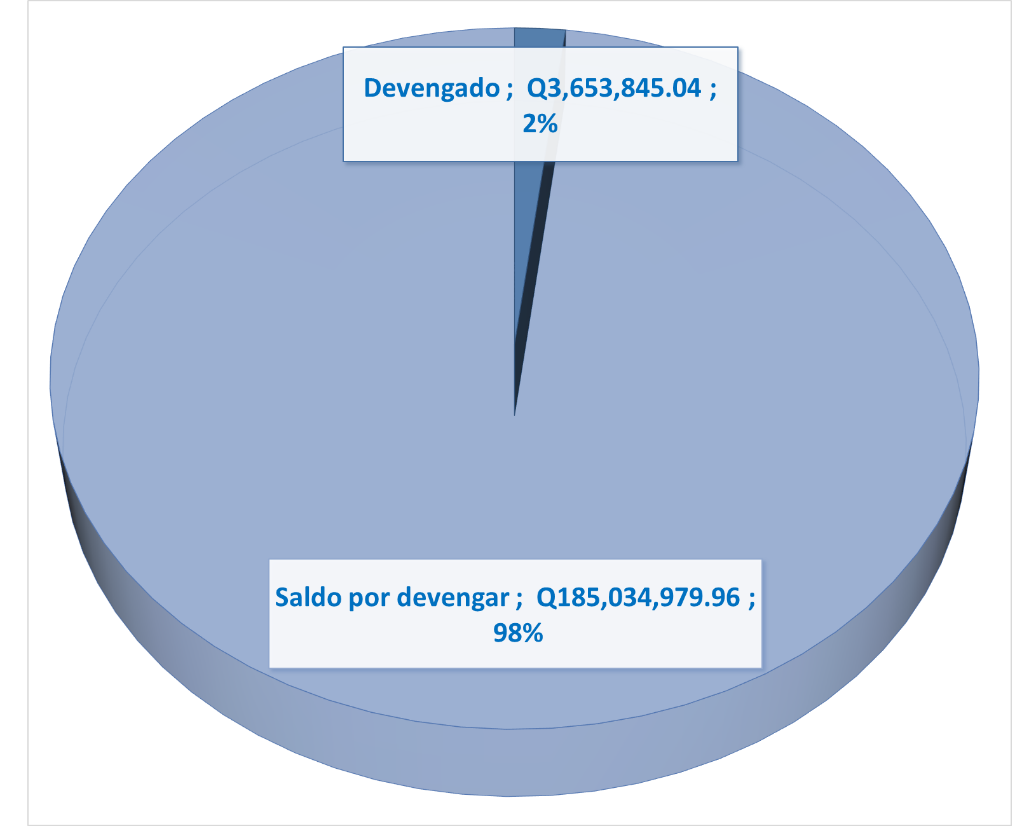 Devengado ; Q3,653,845.04 ;
2%
Saldo por devengar ; Q185,034,979.96 ;
98%